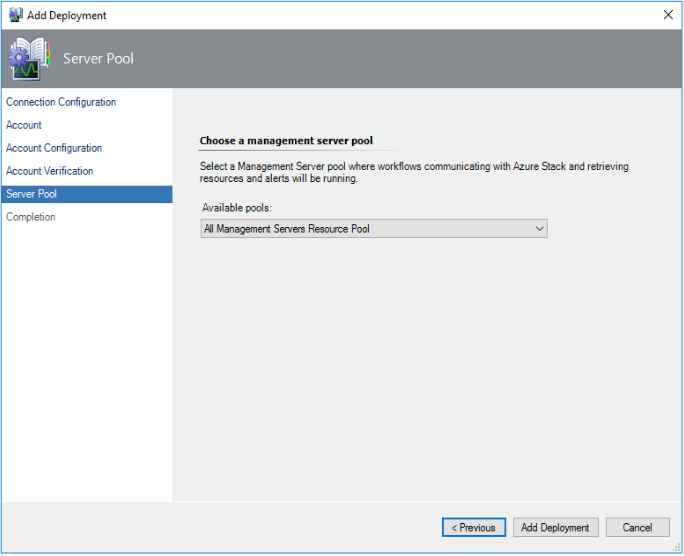 Add Deployment
Server Pool
Connection Configuration
Account
Account Configuration
Account Verification
Server Pool
Completion
Choose a management server pool
Select a Management Server pool where workflows communicating with Azure Stack and retrieving
resources and alerts will be running.
Available pools:
All Management Servers Resource Pool
< Previous
Add Deployment
Cancel